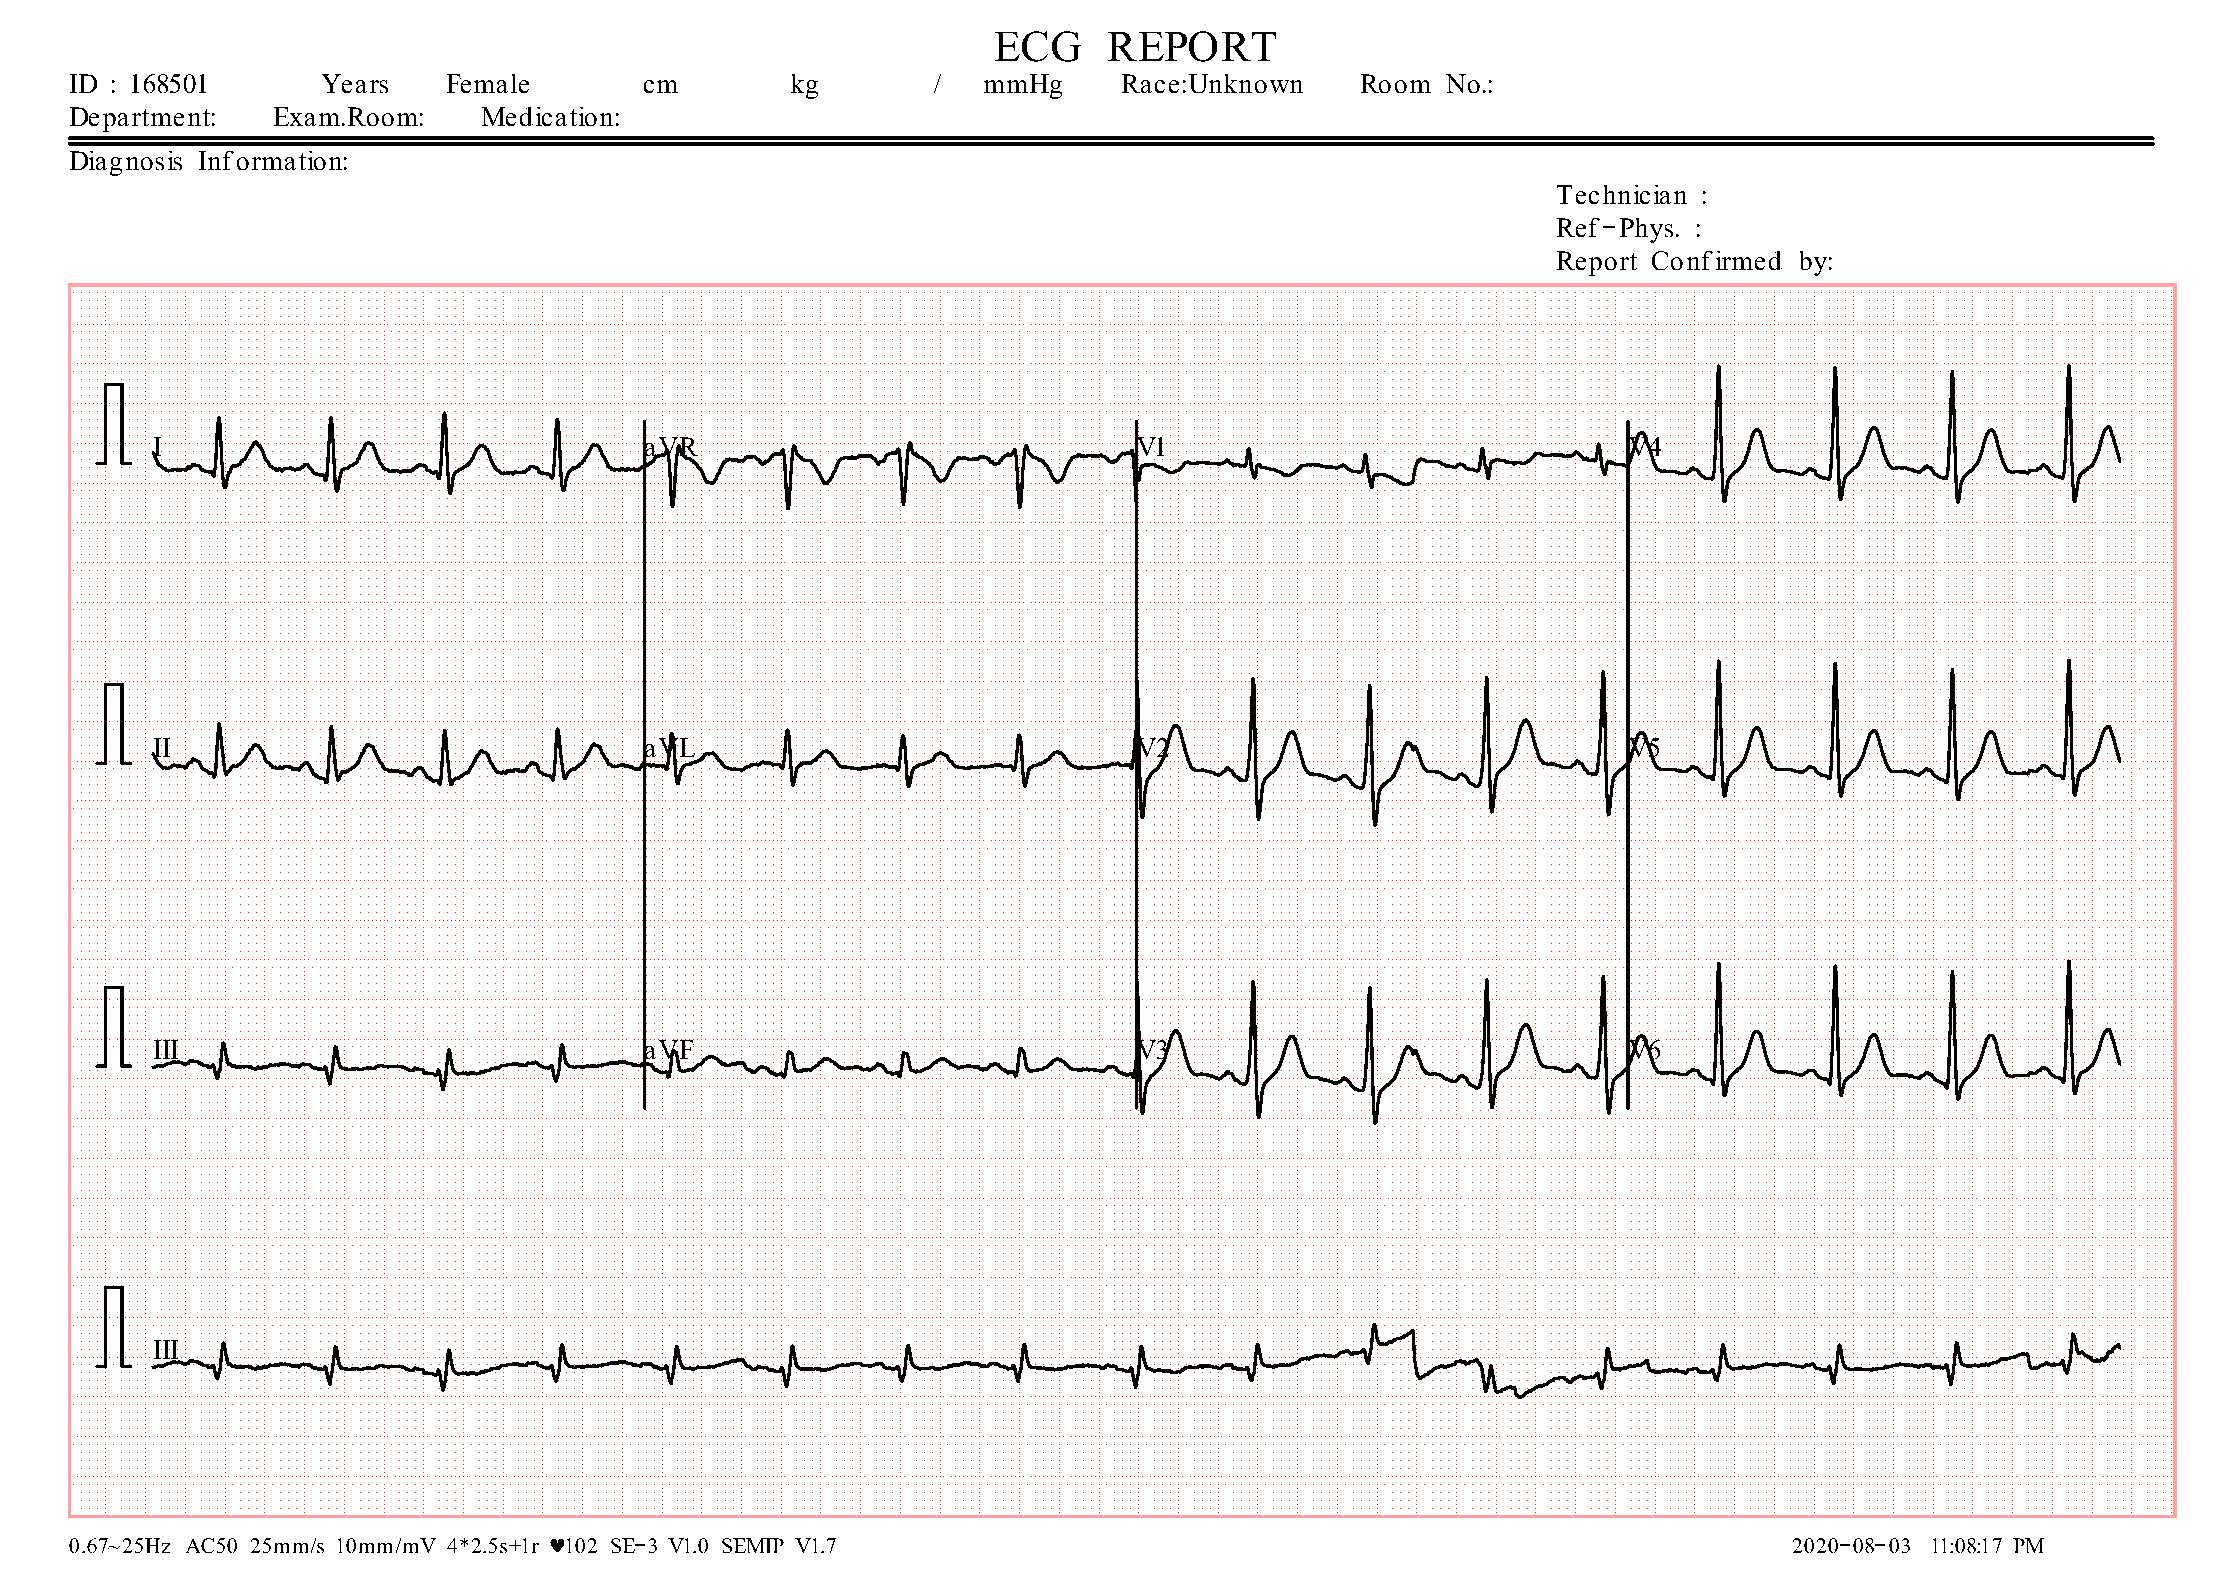 ECG REPORT
ID : 168501 Years Female cm kg / mmHg Race:Unknown Room No.:
Department: Exam.Room: Medication:
Diagnosis Information:
Technician :
Ref-Phys. :
Report Confirmed by:
I aVR V1 V4
II aVL V2 V5
III aVF V3 V6
III
0.67~25Hz AC50 25mm/s 10mm/mV 4*2.5s+1r ♥102 SE-3 V1.0 SEMIP V1.7 2020-08-03 11:08:17 PM